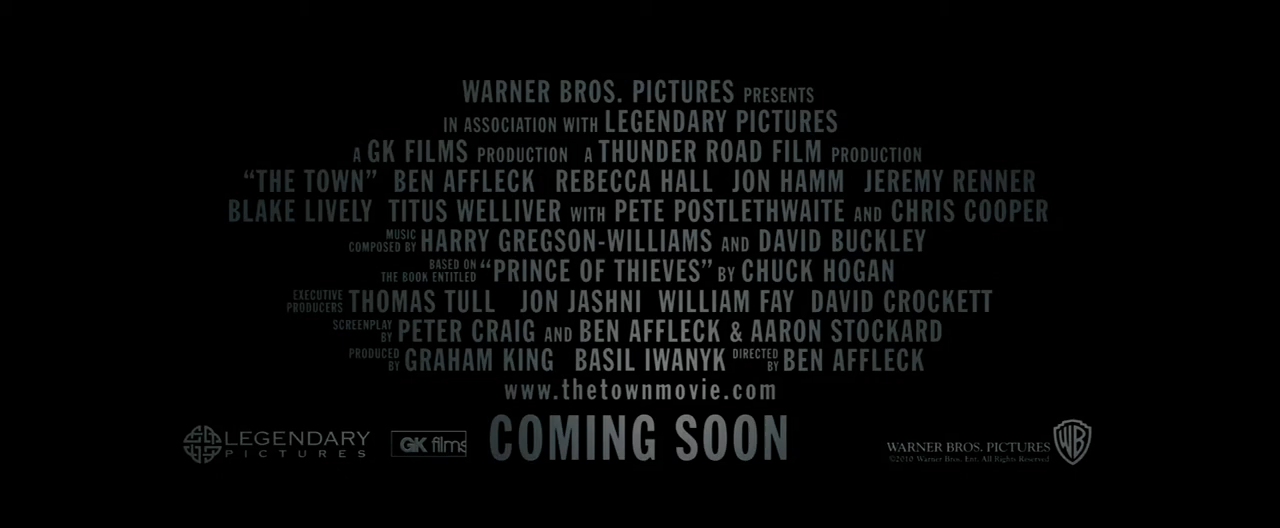 WARNER BROS. PICTURES PRESENTS
IN ASSOCIATION WITH LEGENDARY PICTURES
A GK FILMS PRODUCTION A THUNDER ROAD FILM PRODUCTION
“THE TOWN” BEN AFFLECK REBECCA HALL JON HAMM JEREMY RENNER
BLAKE LIVELY TITUS WELLIVER WITH PETE POSTLETHWAITE AND CHRIS COOPER
MUSIC COMPOSED BY HARRY GREGSON-WILLIAMS AND DAVID BUCKLEY
BASED ON THE BOOK ENTITLED “PRINCE OF THIEVES” BY CHUCK HOGAN
EXECUTIVE PRODUCERS THOMAS TULL JON JASHNI WILLIAM FAY DAVID CROCKETT
SCREENPLAY BY PETER CRAIG AND BEN AFFLECK & AARON STOCKARD
PRODUCED BY GRAHAM KING BASIL IWANYK DIRECTED BY BEN AFFLECK
www.thetownmovie.com
LEGENDARY PICTURES
GK films
COMING SOON
WARNER BROS. PICTURES
©2010 Warner Bros. Ent. All Rights Reserved
WB